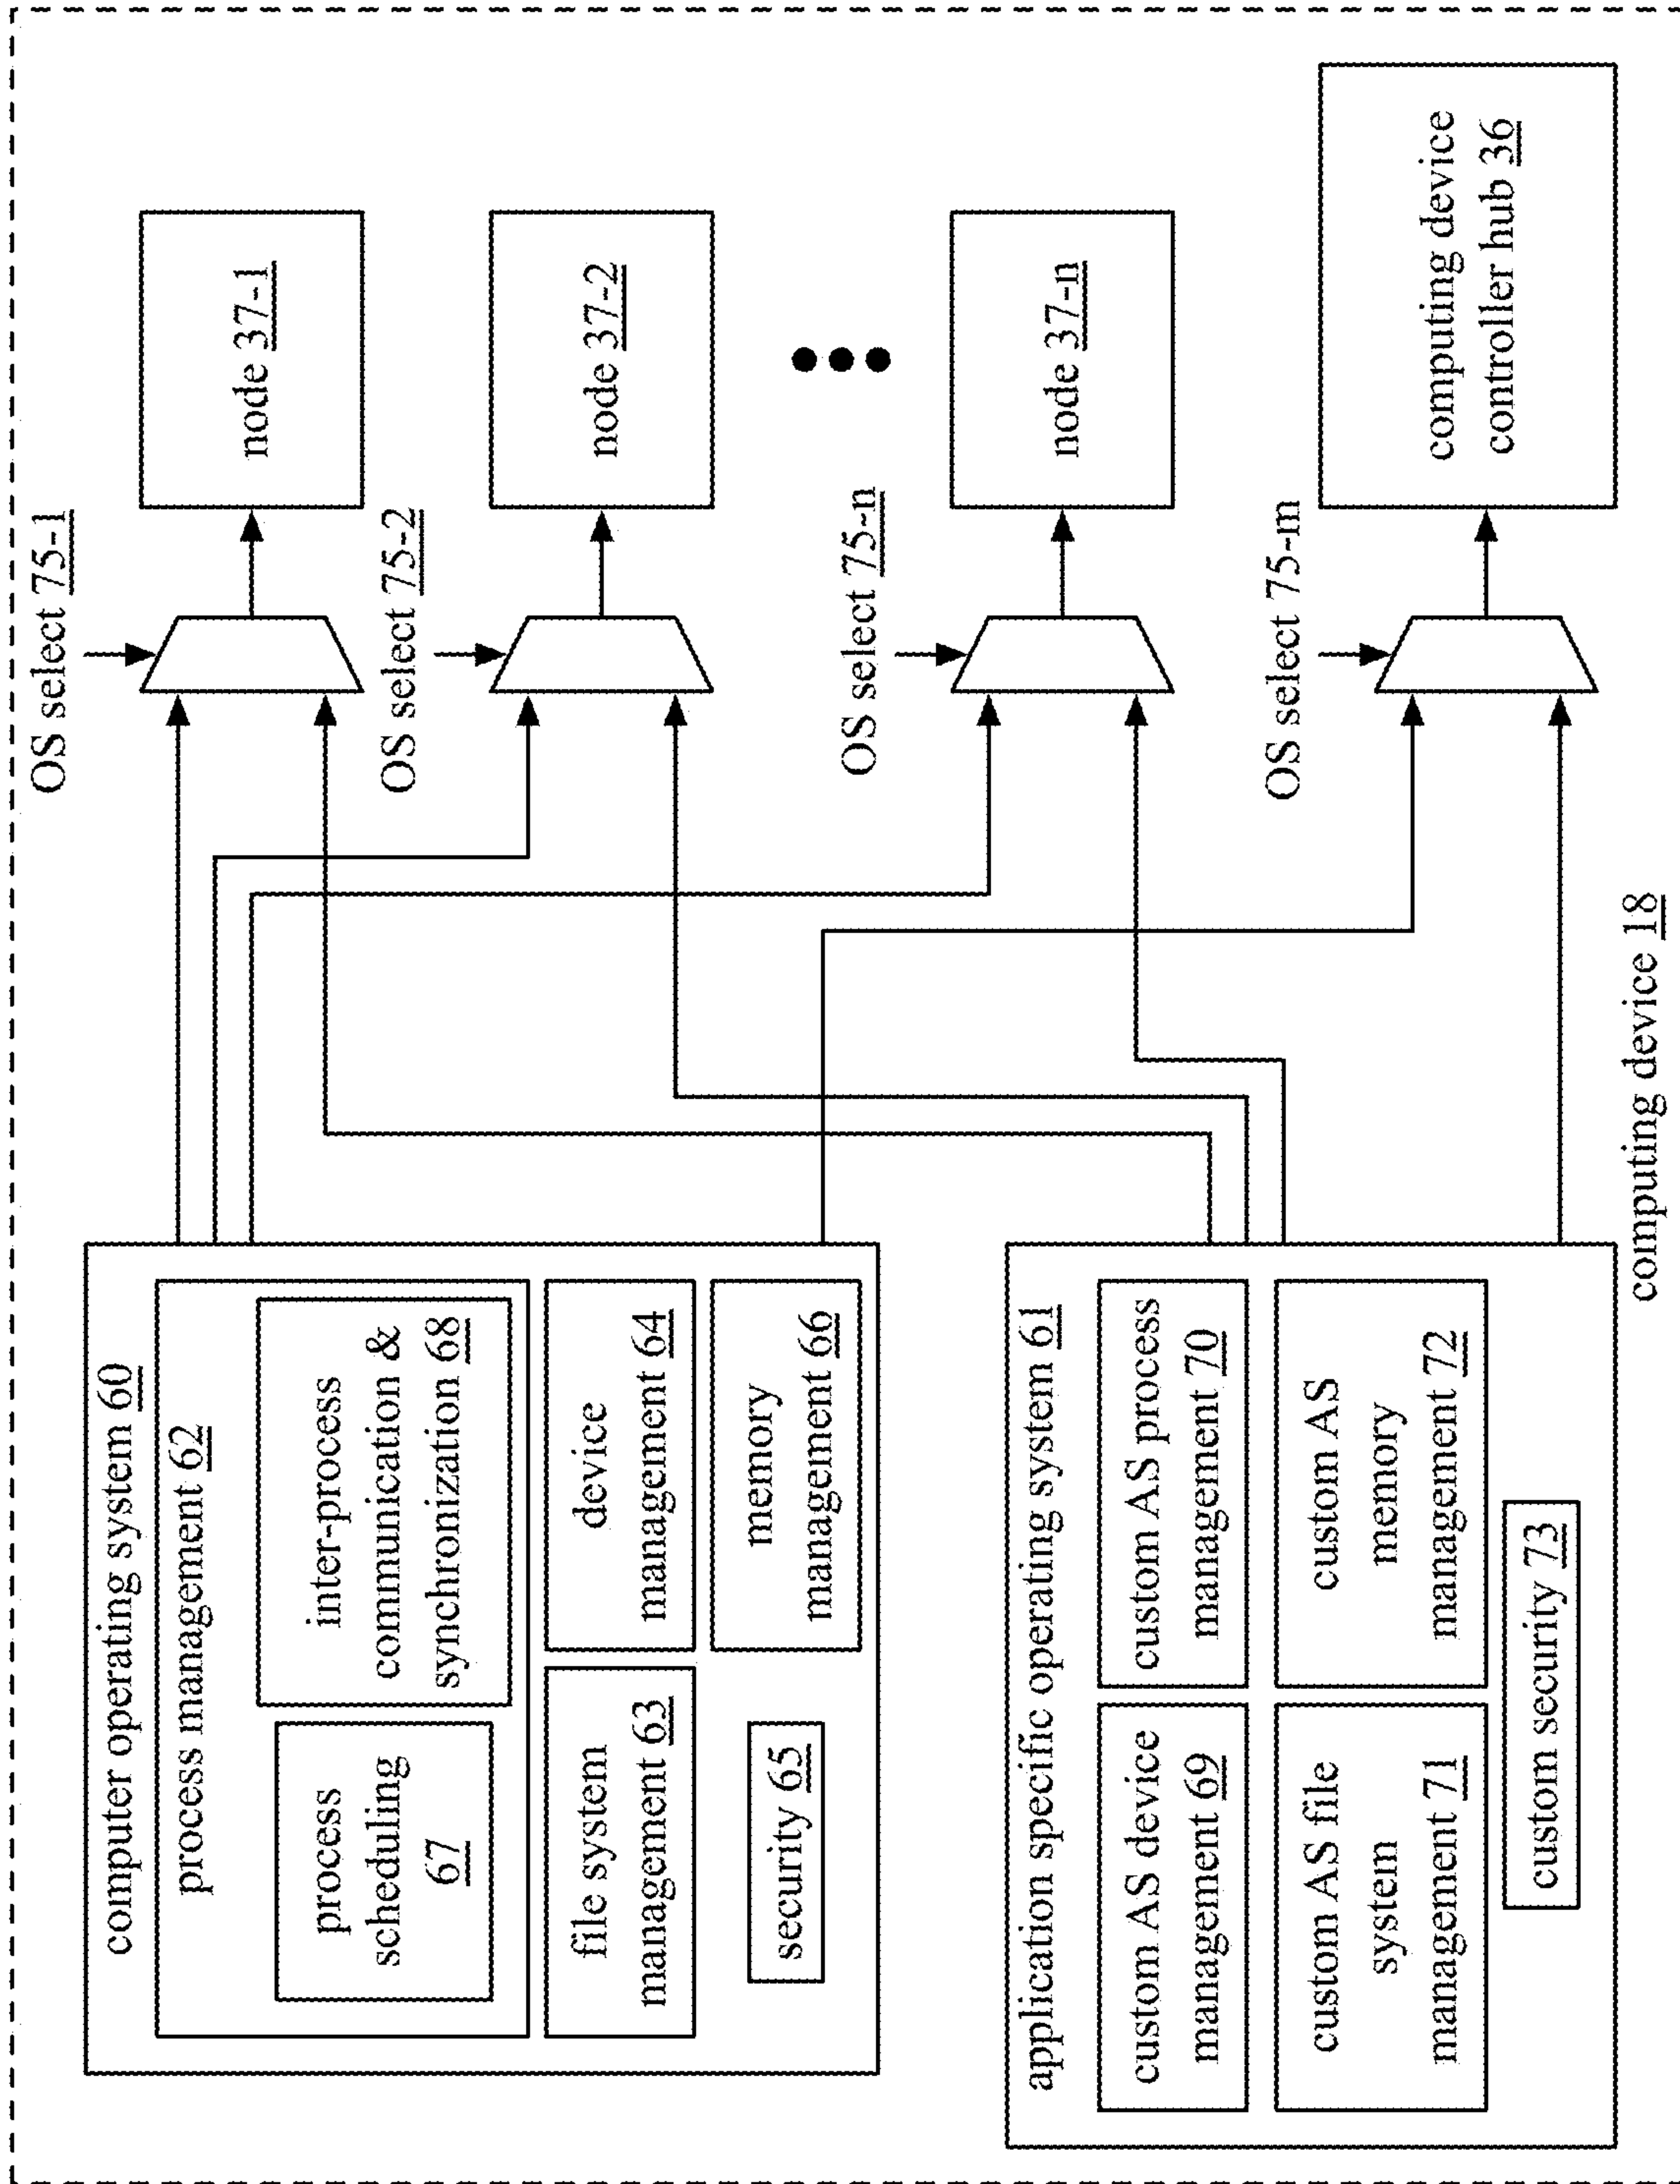 computer operating system 60
process management 62
process
scheduling
67
inter-process
communication &
synchronization 68
file system
management 63
device
management 64
security 65
memory
management 66
application specific operating system 61
custom AS device
management 69
custom AS process
management 70
custom AS file
system
management 71
custom AS
memory
management 72
custom security 73
OS select 75-1
node 37-1
OS select 75-2
node 37-2
OS select 75-n
node 37-n
OS select 75-m
computing device
controller hub 36
computing device 18